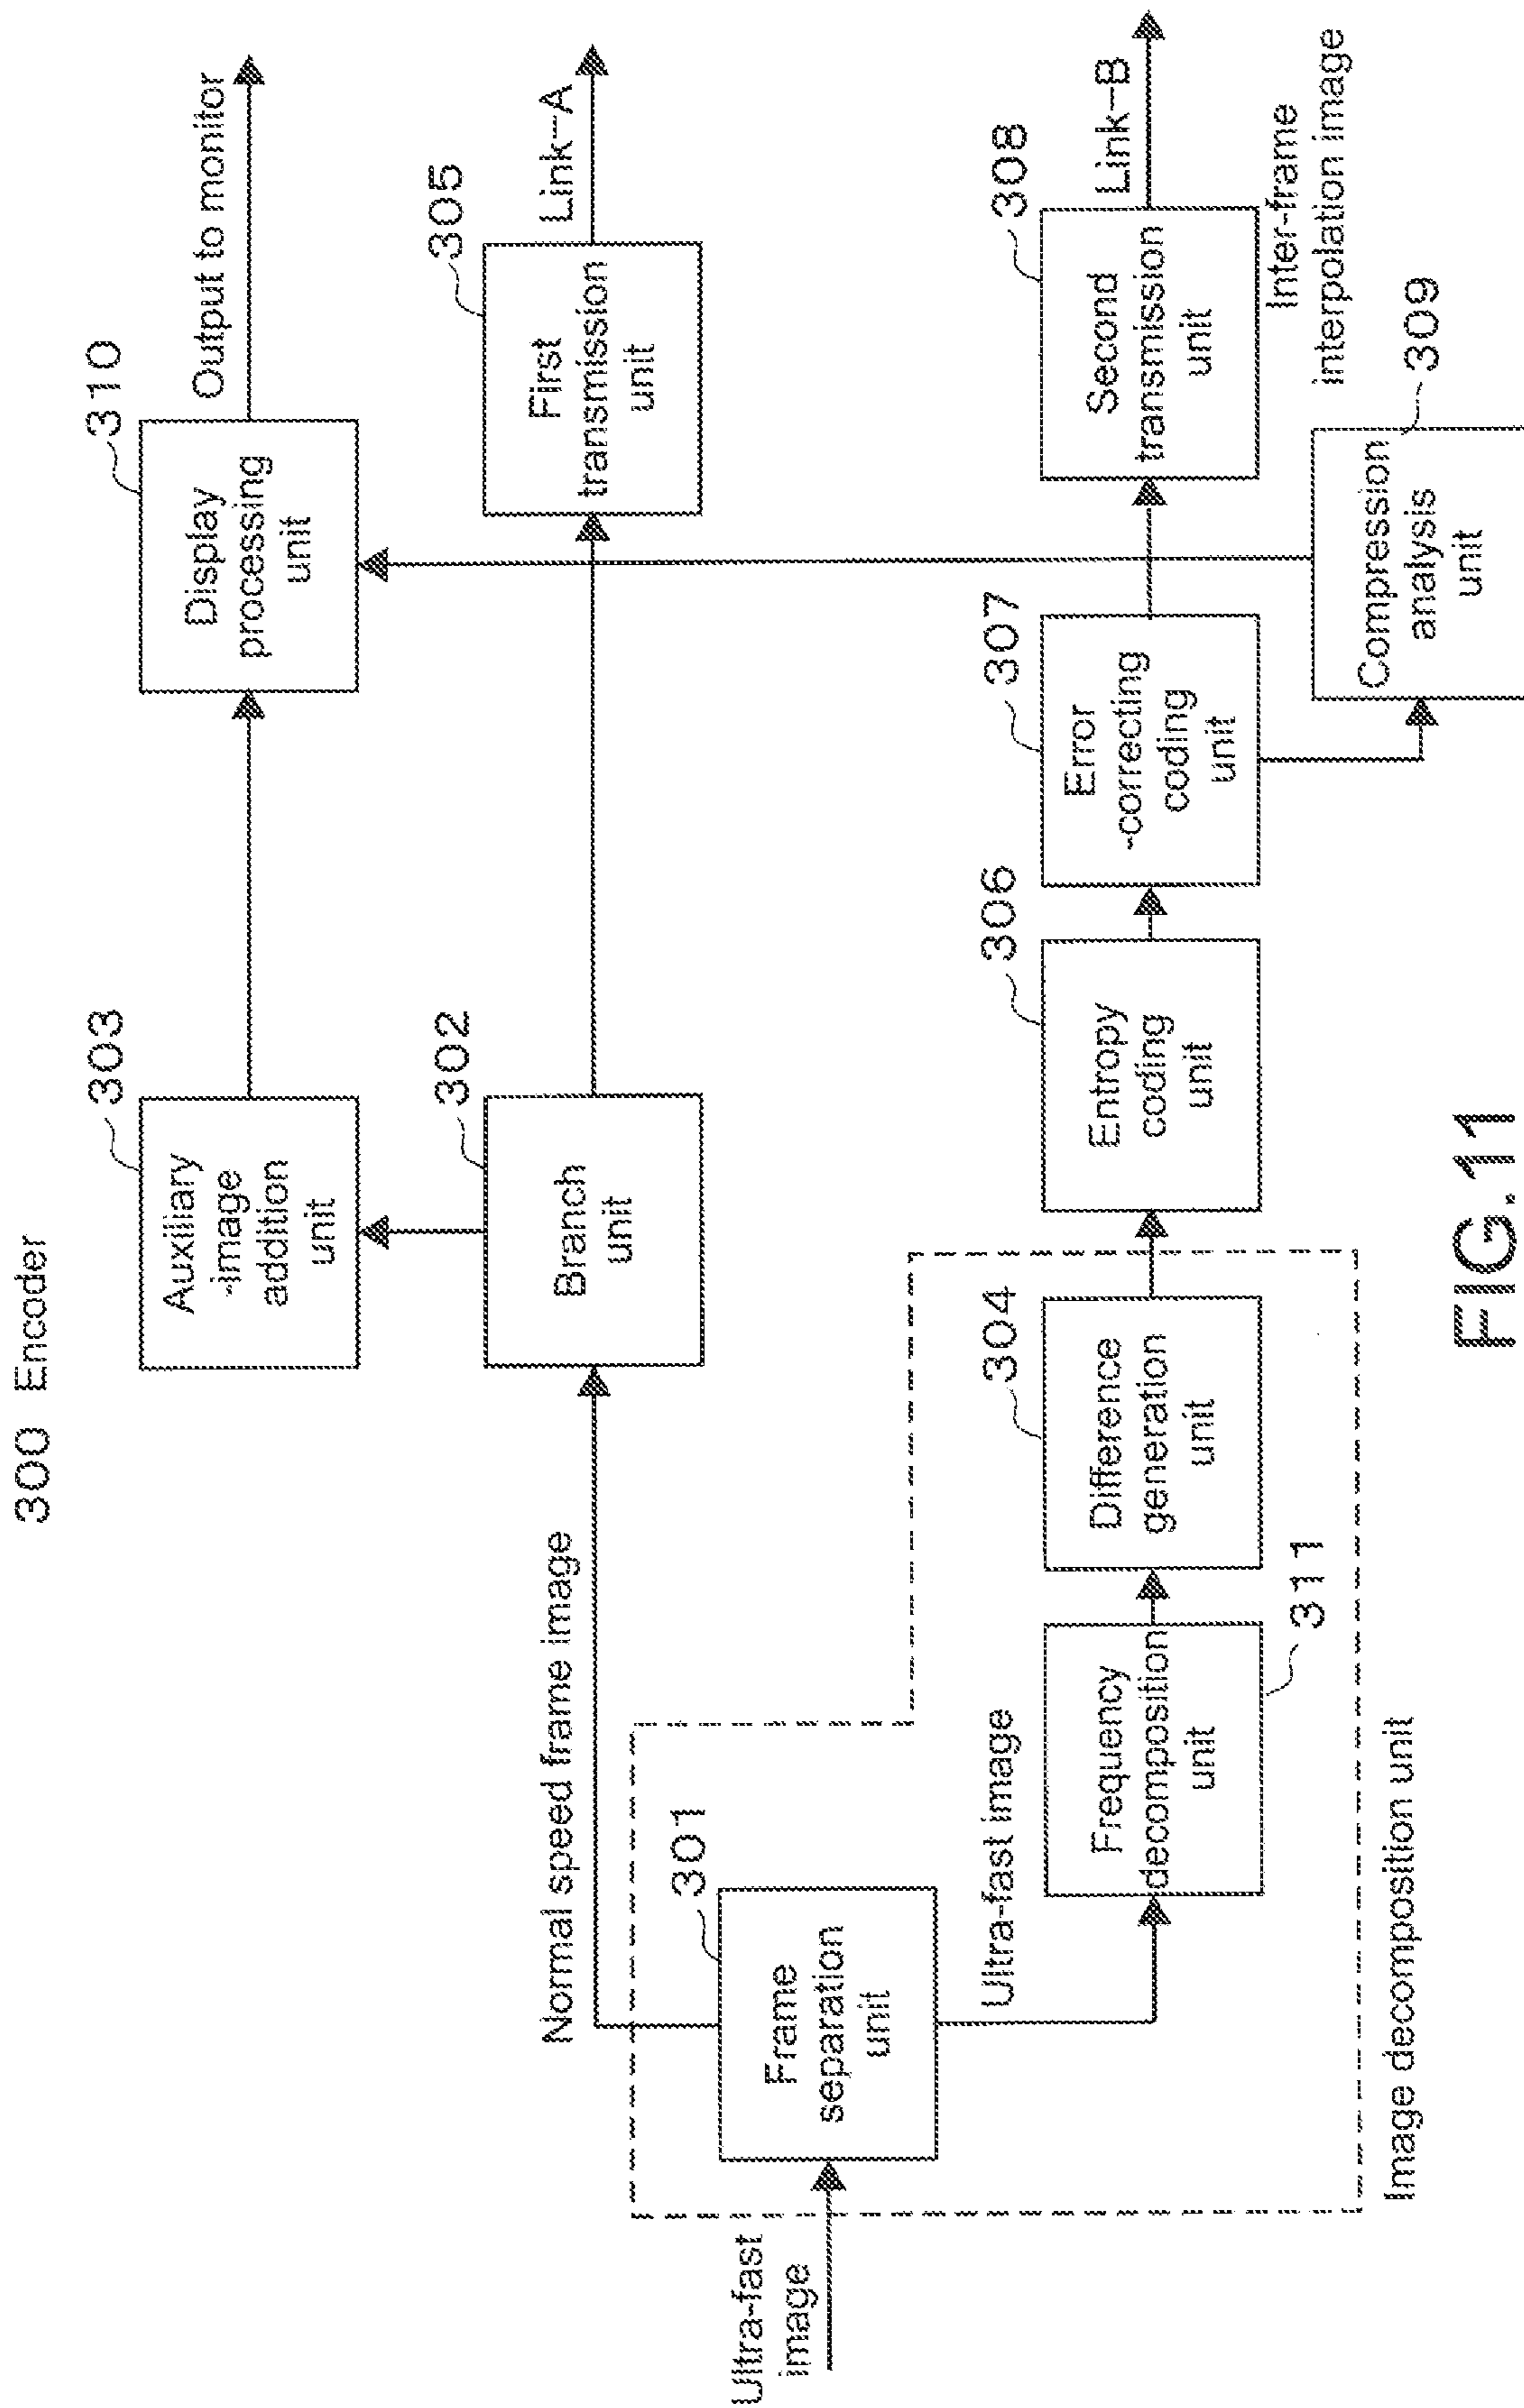 300 Encoder
303
Auxiliary
-image
addition
unit
310
Display
processing
unit
Output to monitor
Normal speed frame image
302
Branch
unit
305
First
transmission
unit
Link-A
Ultra-fast
image
301
Frame
separation
unit
Ultra-fast image
Frequency
decomposition
unit
311
304
Difference
generation
unit
306
Entropy
coding
unit
307
Error
-correcting
coding
unit
308
Second
transmission
unit
Link-B
Inter-frame
interpolation image
309
Compression
analysis
unit
Image decomposition unit
FIG.11